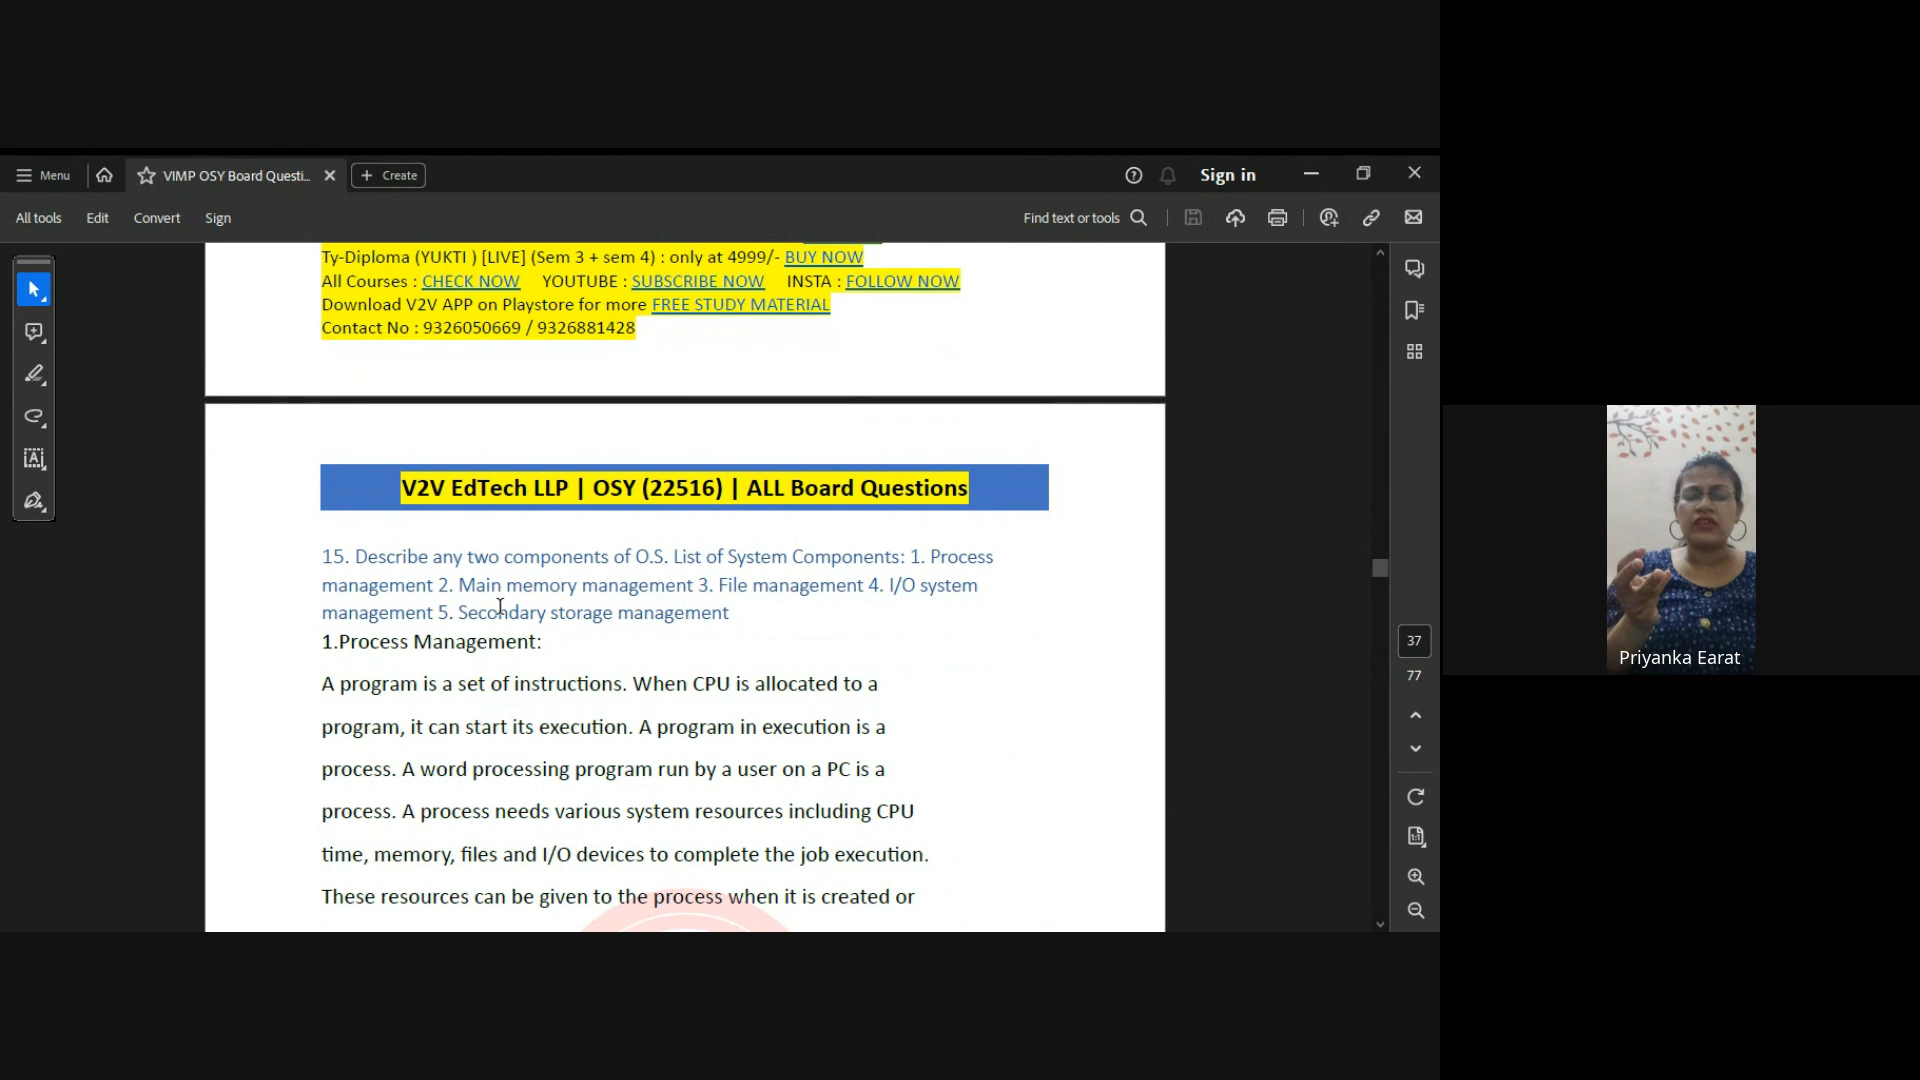 Menu
VIMP OSY Board Questi...
Create
Sign in
All tools
Edit
Convert
Sign
Find text or tools
Ty-Diploma (YUKTI ) [LIVE] (Sem 3 + sem 4) : only at 4999/- BUY NOW
All Courses : CHECK NOW YOUTUBE : SUBSCRIBE NOW INSTA : FOLLOW NOW
Download V2V APP on Playstore for more FREE STUDY MATERIAL
Contact No : 9326050669 / 9326881428
V2V EdTech LLP | OSY (22516) | ALL Board Questions
15. Describe any two components of O.S. List of System Components: 1. Process
management 2. Main memory management 3. File management 4. I/O system
management 5. Secondary storage management
1.Process Management:
A program is a set of instructions. When CPU is allocated to a
program, it can start its execution. A program in execution is a
process. A word processing program run by a user on a PC is a
process. A process needs various system resources including CPU
time, memory, files and I/O devices to complete the job execution.
These resources can be given to the process when it is created or
37
77
Priyanka Earat